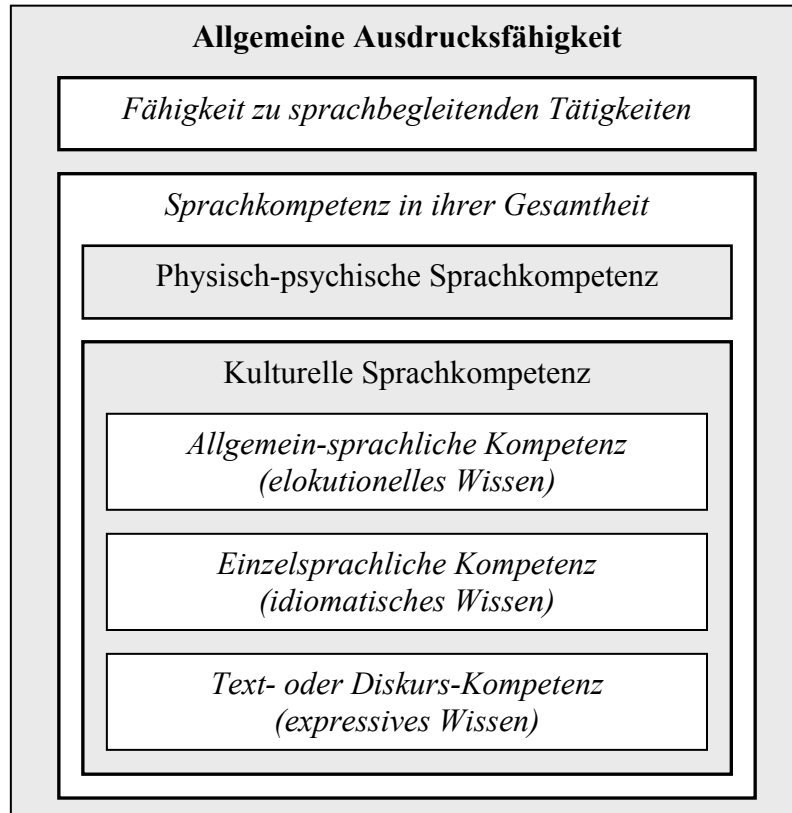 Allgemeine Ausdrucksfähigkeit
Fähigkeit zu sprachbegleitenden Tätigkeiten
Sprachkompetenz in ihrer Gesamtheit
Physisch-psychische Sprachkompetenz
Kulturelle Sprachkompetenz
Allgemein-sprachliche Kompetenz
(elokutionelles Wissen)
Einzelsprachliche Kompetenz
(idiomatisches Wissen)
Text- oder Diskurs-Kompetenz
(expressives Wissen)